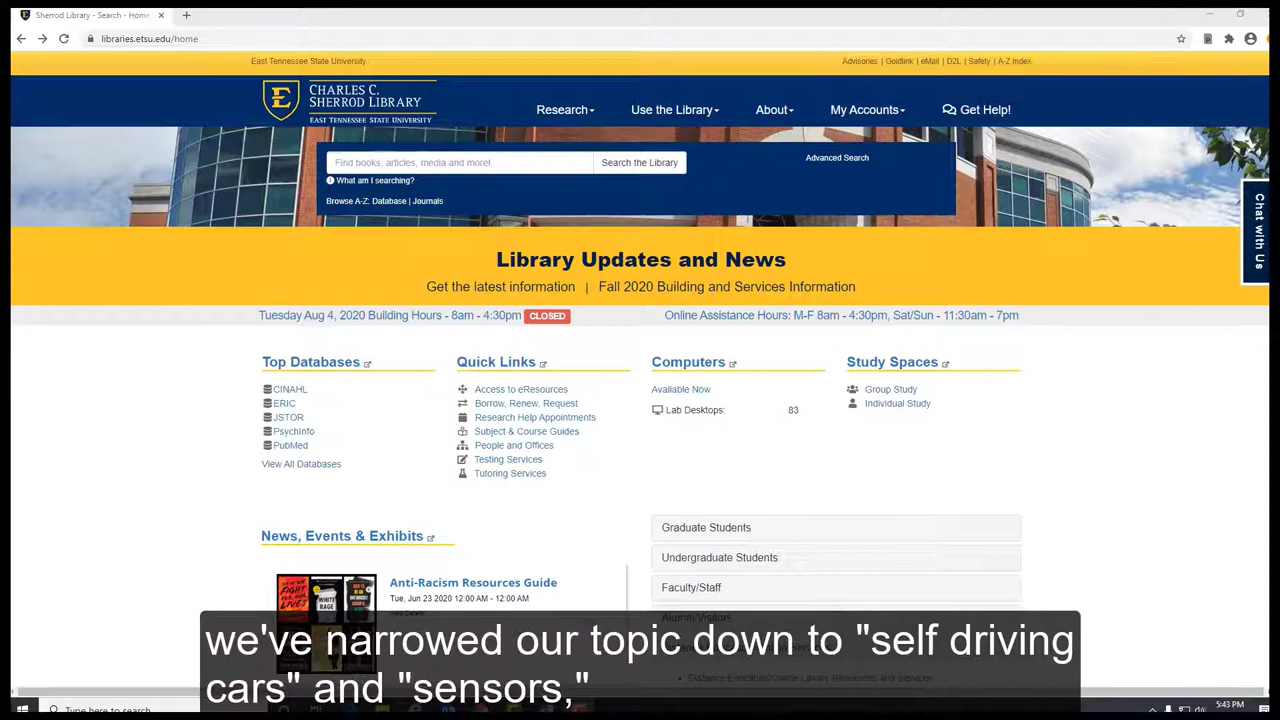 Sherrod Library - Search - Home
libraries.etsu.edu/home
East Tennessee State University
Advisories | Goldlink | eMail | D2L | Safety | A-Z Index
CHARLES C.
SHERROD LIBRARY
EAST TENNESSEE STATE UNIVERSITY
Research Use the Library About My Accounts Get Help!
Find books, articles, media and more! Search the Library Advanced Search
What am I searching?
Browse A-Z: Database | Journals
Chat with Us
Library Updates and News
Get the latest information | Fall 2020 Building and Services Information
Tuesday Aug 4, 2020 Building Hours - 8am - 4:30pm CLOSED Online Assistance Hours: M-F 8am - 4:30pm, Sat/Sun - 11:30am - 7pm
Top Databases
CINAHL
ERIC
JSTOR
PsychInfo
PubMed
View All Databases
Quick Links
Access to eResources
Borrow, Renew, Request
Research Help Appointments
Subject & Course Guides
People and Offices
Testing Services
Tutoring Services
Computers
Available Now
Lab Desktops: 83
Study Spaces
Group Study
Individual Study
News, Events & Exhibits
Anti-Racism Resources Guide
Tue, Jun 23 2020 12:00 AM - 12:00 AM
WHITE
RAGE
Graduate Students
Undergraduate Students
Faculty/Staff
Alumni/Visitors
we've narrowed our topic down to "self driving
cars" and "sensors,"
Type here to search
5:43 PM